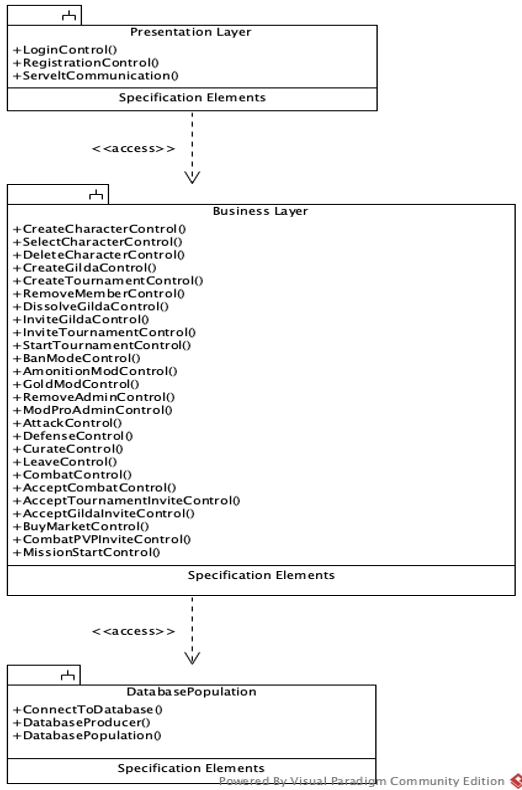 Presentation Layer
+LoginControl()
+RegistrationControl()
+ServeltCommunication()
Specification Elements
<<access>>
Business Layer
+CreateCharacterControl()
+SelectCharacterControl()
+DeleteCharacterControl()
+CreateGildaControl()
+CreateTournamentControl()
+RemoveMemberControl()
+DissolveGildaControl()
+InviteGildaControl()
+InviteTournamentControl()
+StartTournamentControl()
+BanModeControl()
+AmonitionModControl()
+GoldModControl()
+RemoveAdminControl()
+ModProAdminControl()
+AttackControl()
+DefenseControl()
+CurateControl()
+LeaveControl()
+CombatControl()
+AcceptCombatControl()
+AcceptTournamentInviteControl()
+AcceptGildaInviteControl()
+BuyMarketControl()
+CombatPVPInviteControl()
+MissionStartControl()
Specification Elements
<<access>>
DatabasePopulation
+ConnectToDatabase()
+DatabaseProducer()
+DatabasePopulation()
Specification Elements
Powered By Visual Paradigm Community Edition